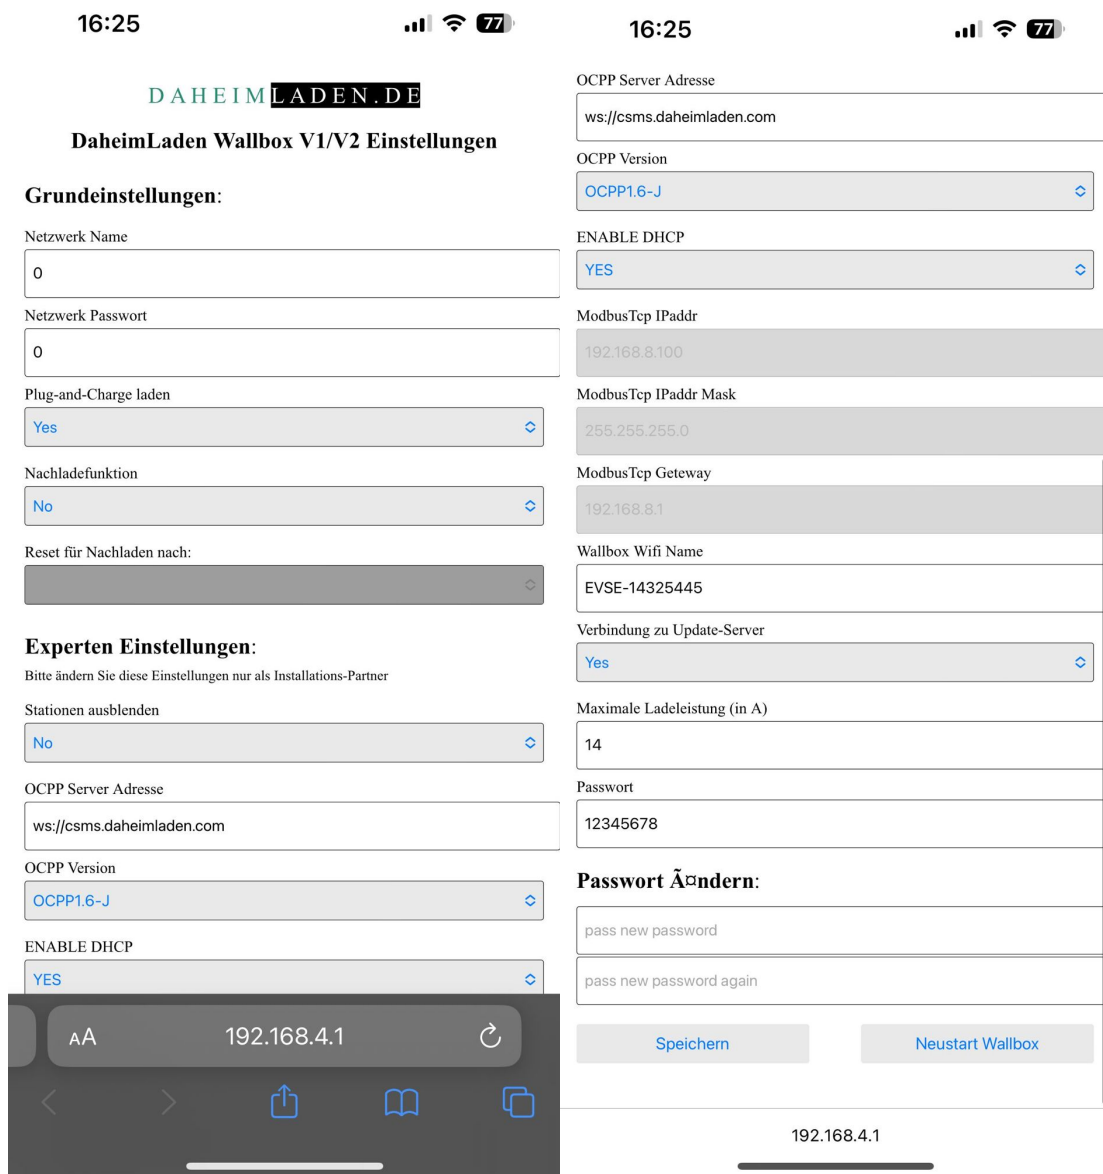 16:25
77
DAHEIMLADEN.DE
DaheimLaden Wallbox V1/V2 Einstellungen
Grundeinstellungen:
Netzwerk Name
0
Netzwerk Passwort
0
Plug-and-Charge laden
Yes
Nachladefunktion
No
Reset für Nachladen nach:
Experten Einstellungen:
Bitte ändern Sie diese Einstellungen nur als Installations-Partner
Stationen ausblenden
No
OCPP Server Adresse
ws://csms.daheimladen.com
OCPP Version
OCPP1.6-J
ENABLE DHCP
YES
AA
192.168.4.1
16:25
77
OCPP Server Adresse
ws://csms.daheimladen.com
OCPP Version
OCPP1.6-J
ENABLE DHCP
YES
ModbusTcp IPaddr
192.168.8.100
ModbusTcp IPaddr Mask
255.255.255.0
ModbusTcp Geteway
192.168.8.1
Wallbox Wifi Name
EVSE-14325445
Verbindung zu Update-Server
Yes
Maximale Ladeleistung (in A)
14
Passwort
12345678
Passwort Ã¤ndern:
pass new password
pass new password again
Speichern
Neustart Wallbox
192.168.4.1